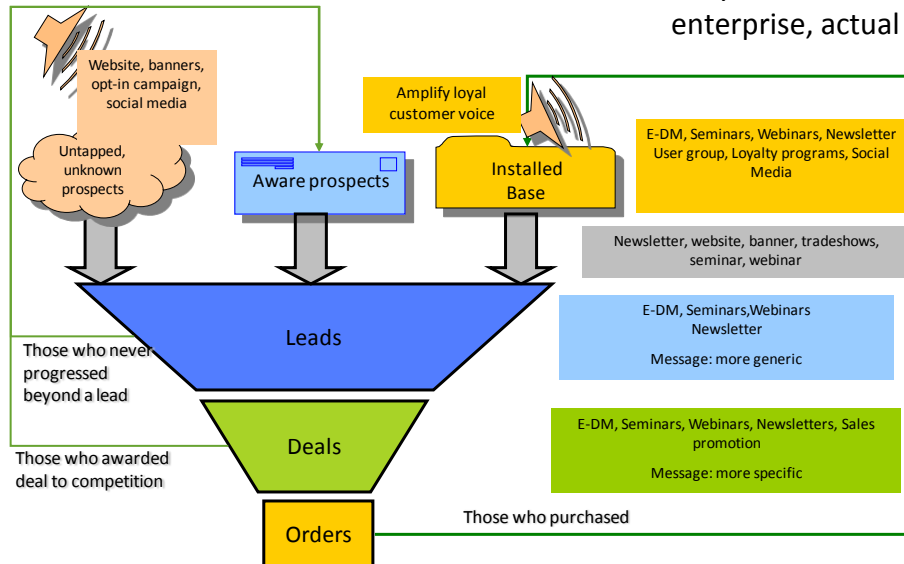 enterprise, actual
Website, banners,
opt-in campaign,
social media
Amplify loyal
customer voice
Untapped,
unknown
prospects
Aware prospects
Installed
Base
E-DM, Seminars, Webinars, Newsletter
User group, Loyalty programs, Social
Media
Newsletter, website, banner, tradeshows,
seminar, webinar
Leads
E-DM, Seminars,Webinars
Newsletter
Message: more generic
Those who never
progressed
beyond a lead
Deals
E-DM, Seminars, Webinars, Newsletters, Sales
promotion
Message: more specific
Those who awarded
deal to competition
Orders
Those who purchased